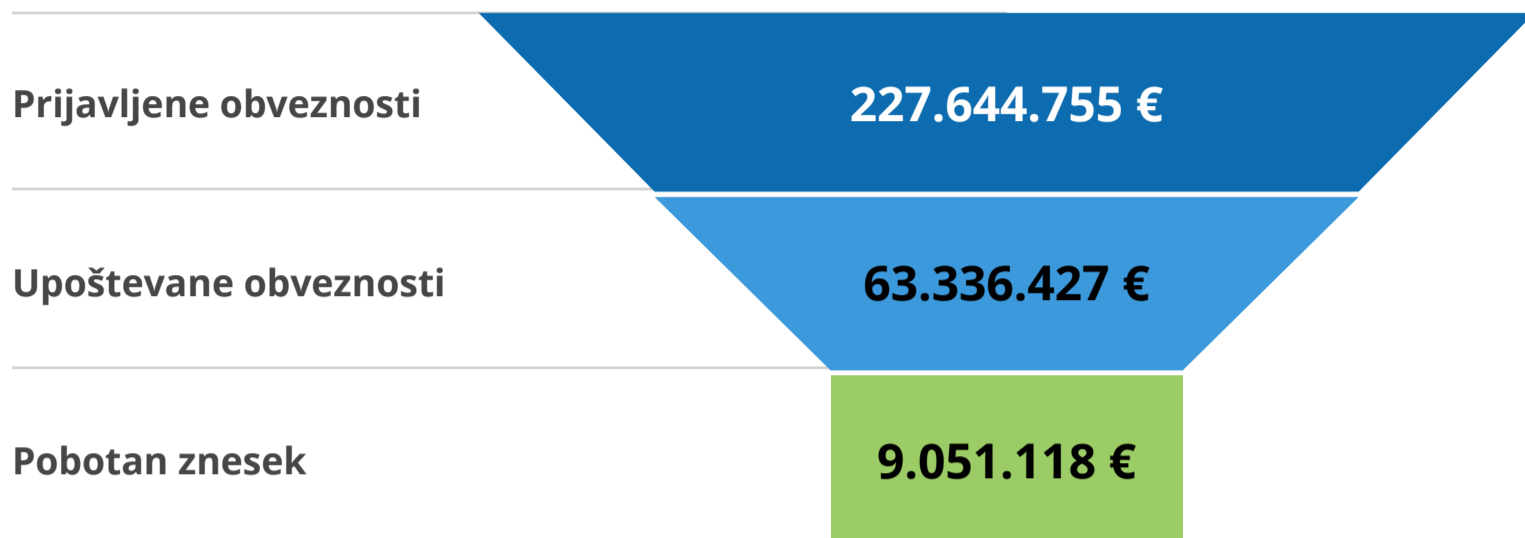 Prijavljene obveznosti 227.644.755 €
Upoštevane obveznosti 63.336.427 €
Pobotan znesek 9.051.118 €